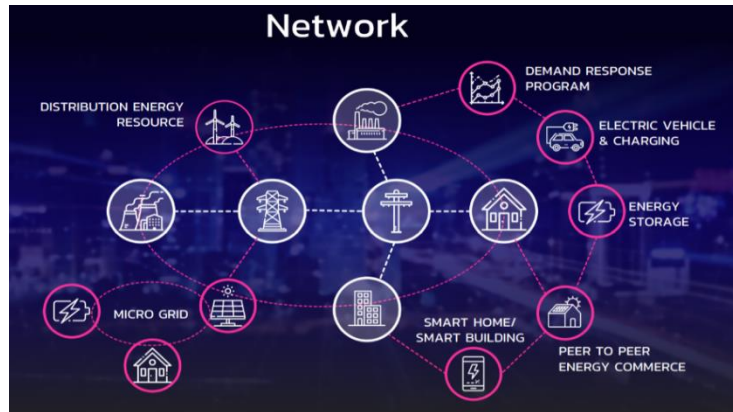 Network
DEMAND RESPONSE
PROGRAM
DISTRIBUTION ENERGY
RESOURCE
ELECTRIC VEHICLE
& CHARGING
ENERGY
STORAGE
MICRO GRID
SMART HOME/
SMART BUILDING
PEER TO PEER
ENERGY COMMERCE